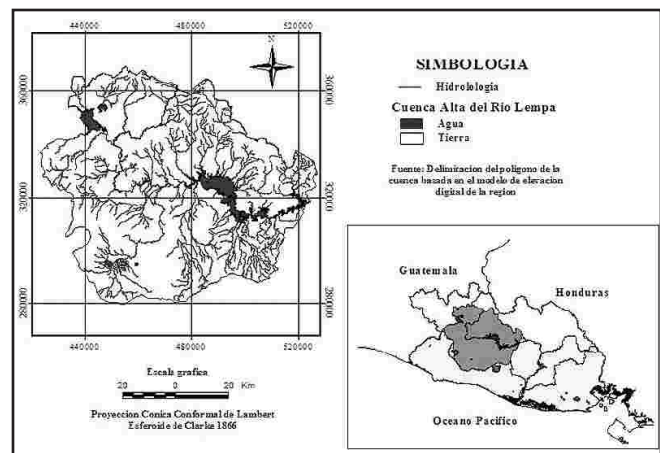 440000 480000 520000
N
360000 360000
320000 320000
280000 280000
440000 480000 520000
Escala grafica
20 0 20 Km
Proyeccion Conica Conformal de Lambert
Esferoide de Clarke 1866
SIMBOLOGIA
Hidrolologia
Cuenca Alta del Rio Lempa
Agua
Tierra
Fuente: Delimitacion del poligono de la
cuenca basada en el modelo de elevacion
digital de la region
Guatemala
Honduras
Oceano Pacifico